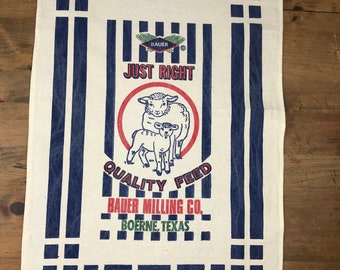 BAUER
©
JUST RIGHT
QUALITY FEED
BAUER MILLING CO.
BOERNE, TEXAS